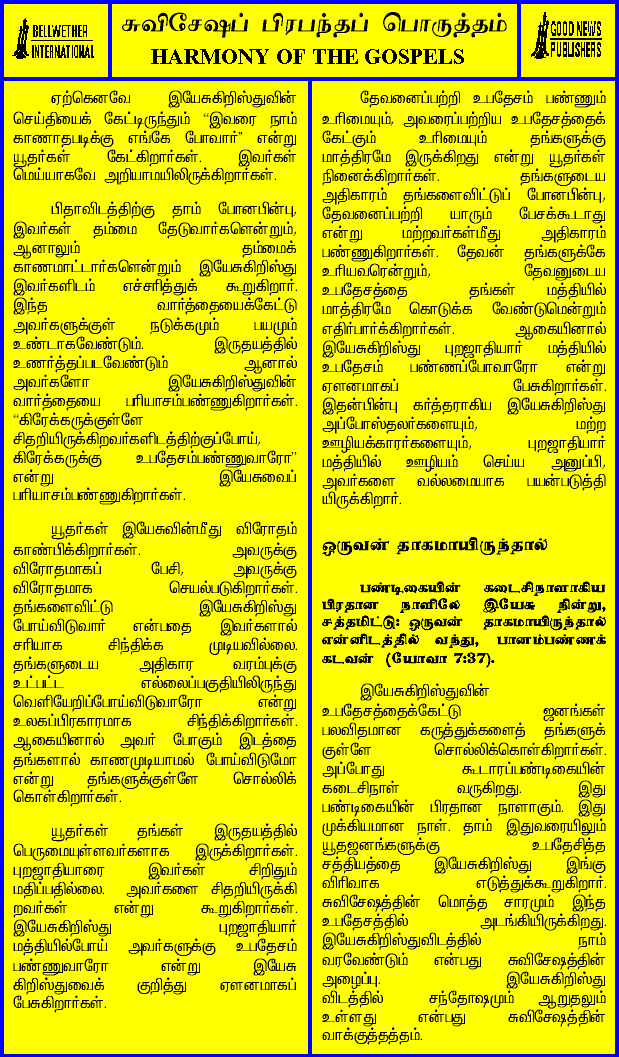 BELLWETHER
INTERNATIONAL
சுவிசேஷப் பிரபந்தப் பொருத்தம்
HARMONY OF THE GOSPELS
GOOD NEWS
PUBLISHERS
ஏற்கெனவே இயேசுகிறிஸ்துவின்
செய்தியைக் கேட்டிருந்தும் “இவரை நாம்
காணாதபடிக்கு எங்கே போவார்” என்று
யூதர்கள் கேட்கிறார்கள். இவர்கள்
மெய்யாகவே அறியாமையிலிருக்கிறார்கள்.
பிதாவிடத்திற்கு தாம் போனபின்பு,
இவர்கள் தம்மை தேடுவார்களென்றும்,
ஆனாலும் தம்மைக்
காணமாட்டார்களென்றும் இயேசுகிறிஸ்து
இவர்களிடம் எச்சரித்துக் கூறுகிறார்.
இந்த வார்த்தையைக்கேட்டு
அவர்களுக்குள் நடுக்கமும் பயமும்
உண்டாகவேண்டும். இருதயத்தில்
உணர்த்தப்படவேண்டும் ஆனால்
அவர்களோ இயேசுகிறிஸ்துவின்
வார்த்தையை பரியாசம்பண்ணுகிறார்கள்.
“கிரேக்கருக்குள்ளே
சிதறியிருக்கிறவர்களிடத்திற்குப்போய்,
கிரேக்கருக்கு உபதேசம்பண்ணுவாரோ”
என்று இயேசுவைப்
பரியாசம்பண்ணுகிறார்கள்.
யூதர்கள் இயேசுவின்மீது விரோதம்
காண்பிக்கிறார்கள். அவருக்கு
விரோதமாகப் பேசி, அவருக்கு
விரோதமாக செயல்படுகிறார்கள்.
தங்களைவிட்டு இயேசுகிறிஸ்து
போய்விடுவார் என்பதை இவர்களால்
சரியாக சிந்திக்க முடியவில்லை.
தங்களுடைய அதிகார வரம்புக்கு
உட்பட்ட எல்லைப்பகுதியிலிருந்து
வெளியேறிப்போய்விடுவாரோ என்று
உலகப்பிரகாரமாக சிந்திக்கிறார்கள்.
ஆகையினால் அவர் போகும் இடத்தை
தங்களால் காணமுடியாமல் போய்விடுமோ
என்று தங்களுக்குள்ளே சொல்லிக்
கொள்கிறார்கள்.
யூதர்கள் தங்கள் இருதயத்தில்
பெருமையுள்ளவர்களாக இருக்கிறார்கள்.
புறஜாதியாரை இவர்கள் சிறிதும்
மதிப்பதில்லை. அவர்களை சிதறியிருக்கி
றவர்கள் என்று கூறுகிறார்கள்.
இயேசுகிறிஸ்து புறஜாதியார்
மத்தியில்போய் அவர்களுக்கு உபதேசம்
பண்ணுவாரோ என்று இயேசு
கிறிஸ்துவைக் குறித்து ஏளனமாகப்
பேசுகிறார்கள்.
தேவனைப்பற்றி உபதேசம் பண்ணும்
உரிமையும், அவரைப்பற்றிய உபதேசத்தைக்
கேட்கும் உரிமையும் தங்களுக்கு
மாத்திரமே இருக்கிறது என்று யூதர்கள்
நினைக்கிறார்கள். தங்களுடைய
அதிகாரம் தங்களைவிட்டுப் போனபின்பு,
தேவனைப்பற்றி யாரும் பேசக்கூடாது
என்று மற்றவர்கள்மீது அதிகாரம்
பண்ணுகிறார்கள். தேவன் தங்களுக்கே
உரியவரென்றும், தேவனுடைய
உபதேசத்தை தங்கள் மத்தியில்
மாத்திரமே கொடுக்க வேண்டுமென்றும்
எதிர்பார்க்கிறார்கள். ஆகையினால்
இயேசுகிறிஸ்து புறஜாதியார் மத்தியில்
உபதேசம் பண்ணப்போவாரோ என்று
ஏளனமாகப் பேசுகிறார்கள்.
இதன்பின்பு கர்த்தராகிய இயேசுகிறிஸ்து
அப்போஸ்தலர்களையும், மற்ற
ஊழியக்காரர்களையும், புறஜாதியார்
மத்தியில் ஊழியம் செய்ய அனுப்பி,
அவர்களை வல்லமையாக பயன்படுத்தி
யிருக்கிறார்.
ஒருவன் தாகமாயிருந்தால்
பண்டிகையின் கடைசிநாளாகிய
பிரதான நாளிலே இயேசு நின்று,
சத்தமிட்டு: ஒருவன் தாகமாயிருந்தால்
என்னிடத்தில் வந்து, பானம்பண்ணக்
கடவன் (யோவா 7:37).
இயேசுகிறிஸ்துவின்
உபதேசத்தைக்கேட்டு ஜனங்கள்
பலவிதமான கருத்துக்களைத் தங்களுக்
குள்ளே சொல்லிக்கொள்கிறார்கள்.
அப்போது கூடாரப்பண்டிகையின்
கடைசிநாள் வருகிறது. இது
பண்டிகையின் பிரதான நாளாகும். இது
முக்கியமான நாள். தாம் இதுவரையிலும்
யூதஜனங்களுக்கு உபதேசித்த
சத்தியத்தை இயேசுகிறிஸ்து இங்கு
விரிவாக எடுத்துக்கூறுகிறார்.
சுவிசேஷத்தின் மொத்த சாரமும் இந்த
உபதேசத்தில் அடங்கியிருக்கிறது.
இயேசுகிறிஸ்துவிடத்தில் நாம்
வரவேண்டும் என்பது சுவிசேஷத்தின்
அழைப்பு. இயேசுகிறிஸ்து
விடத்தில் சந்தோஷமும் ஆறுதலும்
உள்ளது என்பது சுவிசேஷத்தின்
வாக்குத்தத்தம்.